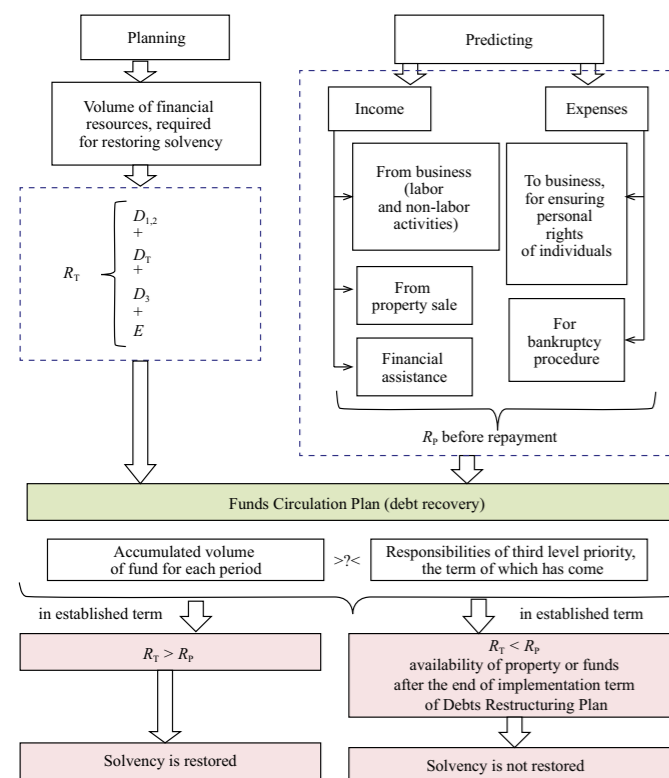 Planning
Predicting
Volume of financial
resources, required
for restoring solvency
Income
Expenses
From business
(labor
and non-labor
activities)
To business,
for ensuring
personal
rights
of individuals
R_T
D_1,2
+
D_T
+
D_3
+
E
From
property sale
For
bankruptcy
procedure
Financial
assistance
R_P before repayment
Funds Circulation Plan (debt recovery)
Accumulated volume
of fund for each period
>?<
Responsibilities of third level priority,
the term of which has come
in established term
in established term
R_T > R_P
R_T < R_P
availability of property or funds
after the end of implementation term
of Debts Restructuring Plan
Solvency is restored
Solvency is not restored